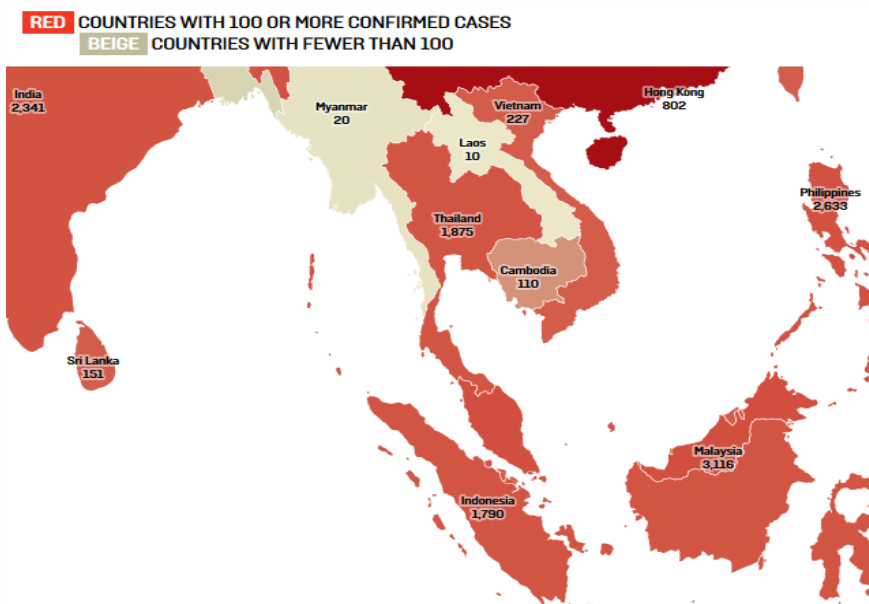 RED COUNTRIES WITH 100 OR MORE CONFIRMED CASES
BEIGE COUNTRIES WITH FEWER THAN 100
India
2,341
Myanmar
20
Vietnam
227
Hong Kong
802
Laos
10
Philippines
2,633
Thailand
1,875
Cambodia
110
Sri Lanka
151
Malaysia
3,116
Indonesia
1,790